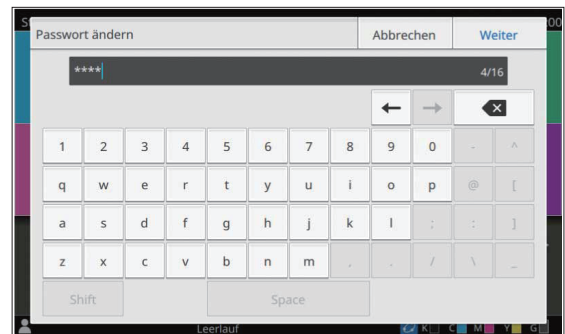 Passwort ändern Abbrechen Weiter
**** 4/16
← →
1 2 3 4 5 6 7 8 9 0 - ^
q w e r t y u i o p @ [
a s d f g h j k l ; : ]
z x c v b n m , . / \ _
Shift Space
Leerlauf K C M Y G